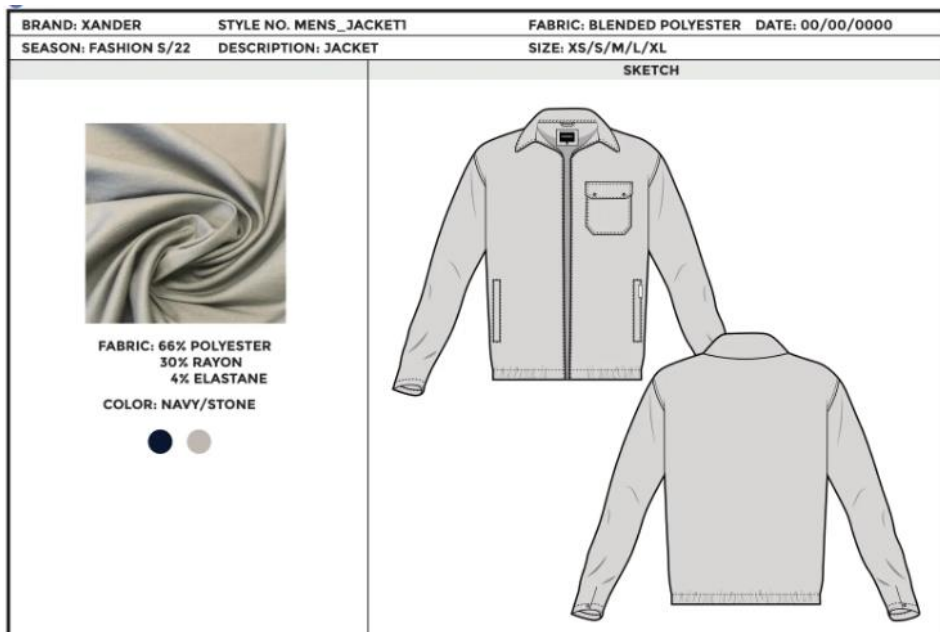 BRAND: XANDER STYLE NO. MENS_JACKET1 FABRIC: BLENDED POLYESTER DATE: 00/00/0000
SEASON: FASHION S/22 DESCRIPTION: JACKET SIZE: XS/S/M/L/XL
SKETCH
FABRIC: 66% POLYESTER
30% RAYON
4% ELASTANE
COLOR: NAVY/STONE